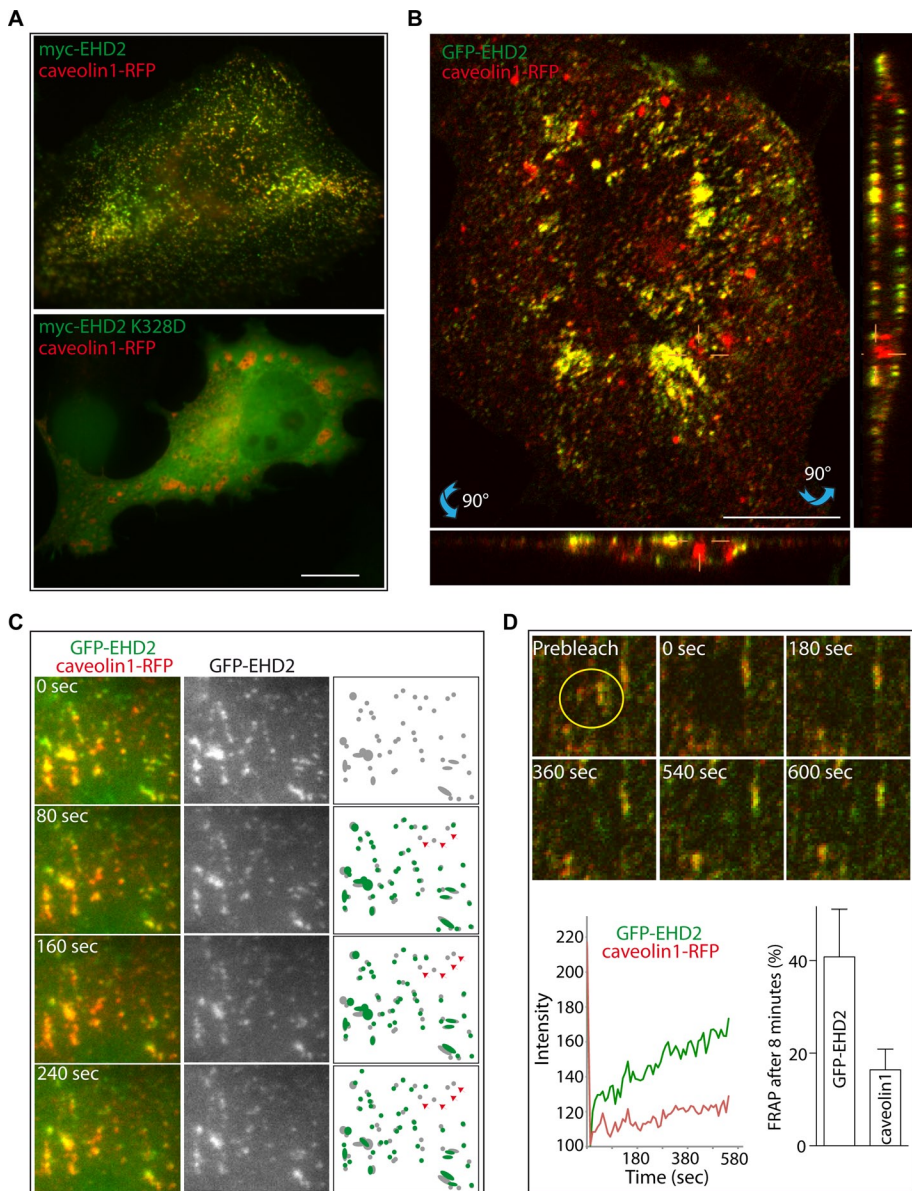 A
myc-EHD2
caveolin1-RFP
myc-EHD2 K328D
caveolin1-RFP
B
GFP-EHD2
caveolin1-RFP
90°
90°
C
GFP-EHD2
caveolin1-RFP
GFP-EHD2
0 sec
80 sec
160 sec
240 sec
D
Prebleach
0 sec
180 sec
360 sec
540 sec
600 sec
GFP-EHD2
caveolin1-RFP
Intensity
220
200
180
160
140
120
100
180
380
580
Time (sec)
FRAP after 8 minutes (%)
40
20
0
GFP-EHD2
caveolin1